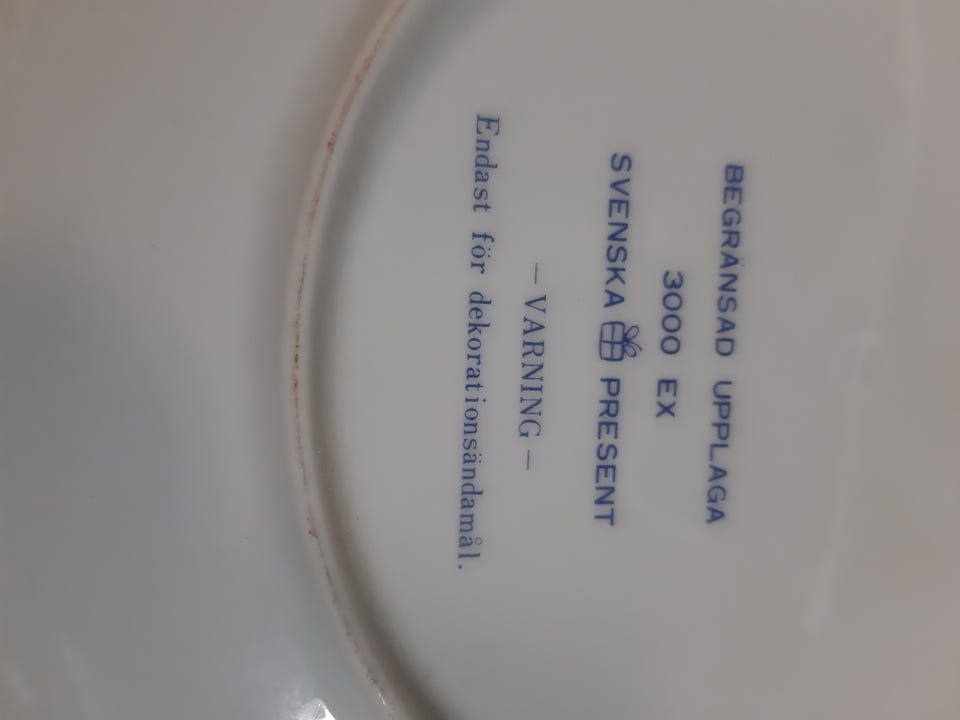 BEGRÄNSAD UPPLAGA
3000 EX
SVENSKA PRESENT
— VARNING —
Endast för dekorationsändamål.